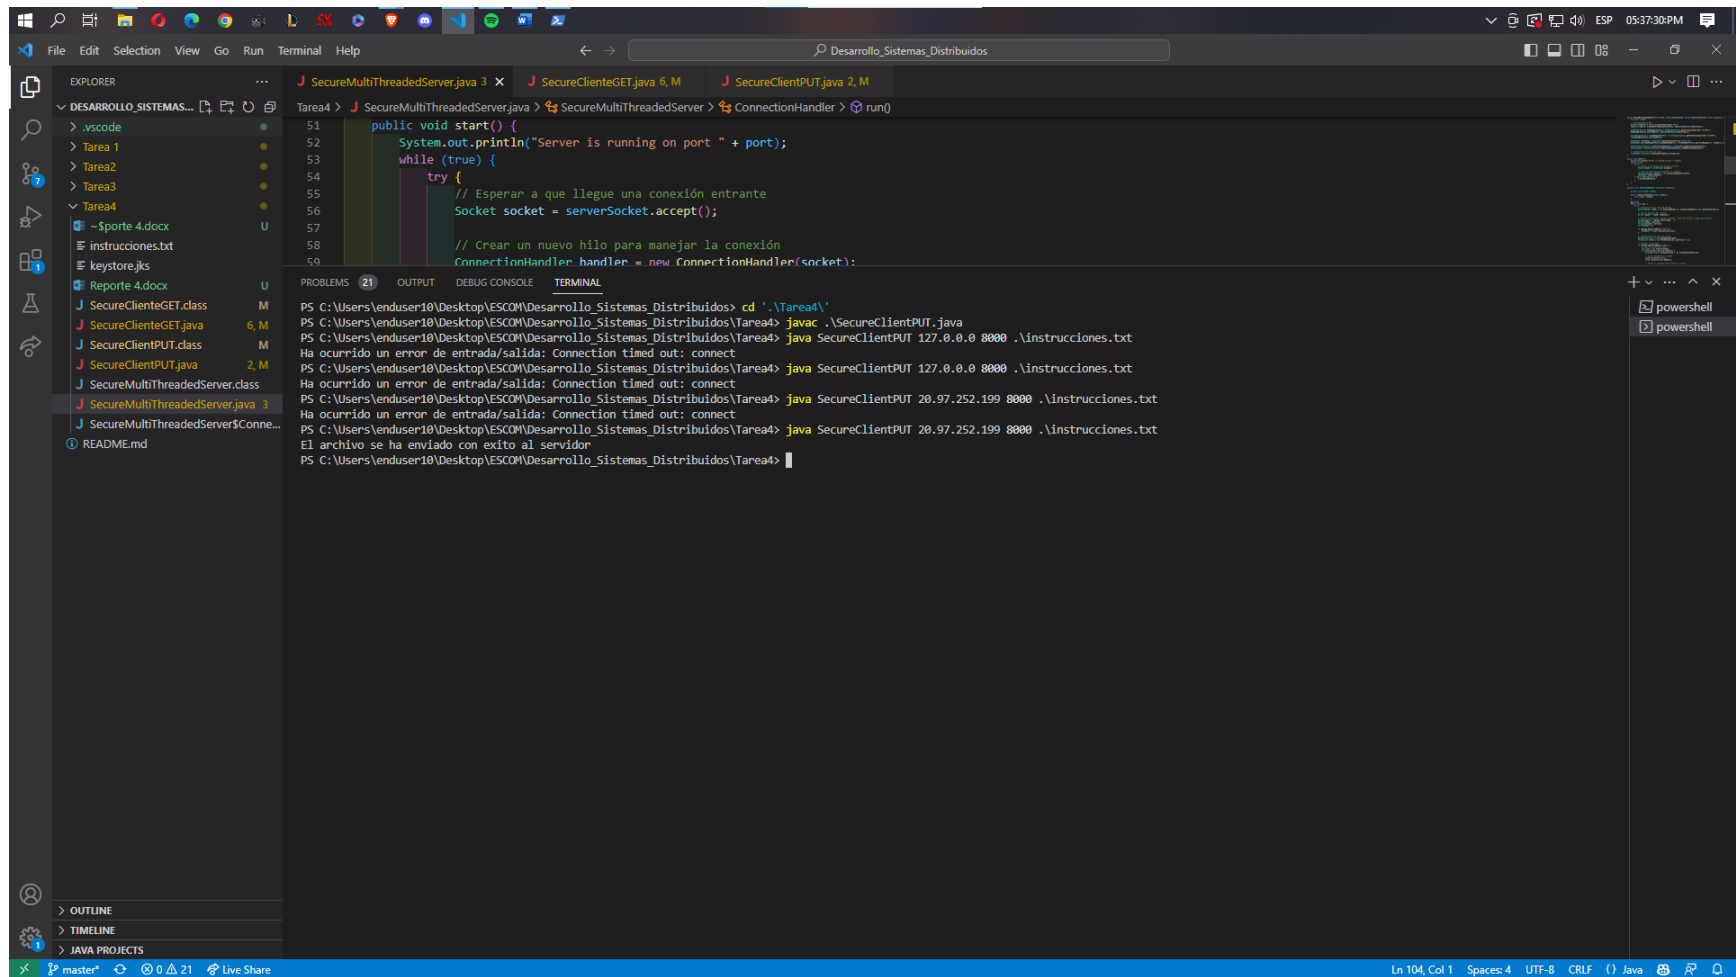 ESP 05:37:30:PM
File Edit Selection View Go Run Terminal Help
Desarrollo_Sistemas_Distribuidos
EXPLORER
DESARROLLO_SISTEMAS...
.vscode
Tarea 1
Tarea2
Tarea3
Tarea4
~$porte 4.docx U
instrucciones.txt
keystore.jks
Reporte 4.docx U
SecureClienteGET.class M
SecureClienteGET.java 6, M
SecureClientPUT.class M
SecureClientPUT.java 2, M
SecureMultiThreadedServer.class
SecureMultiThreadedServer.java 3
SecureMultiThreadedServer$Conne...
README.md
OUTLINE
TIMELINE
JAVA PROJECTS
SecureMultiThreadedServer.java 3 SecureClienteGET.java 6, M SecureClientPUT.java 2, M
Tarea4 > SecureMultiThreadedServer.java > SecureMultiThreadedServer > ConnectionHandler > run()
51 public void start() {
52 System.out.println("Server is running on port " + port);
53 while (true) {
54 try {
55 // Esperar a que llegue una conexión entrante
56 Socket socket = serverSocket.accept();
57
58 // Crear un nuevo hilo para manejar la conexión
59 ConnectionHandler handler = new ConnectionHandler(socket);
PROBLEMS 21 OUTPUT DEBUG CONSOLE TERMINAL
PS C:\Users\enduser10\Desktop\ESCOM\Desarrollo_Sistemas_Distribuidos> cd '.\Tarea4\'
PS C:\Users\enduser10\Desktop\ESCOM\Desarrollo_Sistemas_Distribuidos\Tarea4> javac .\SecureClientPUT.java
PS C:\Users\enduser10\Desktop\ESCOM\Desarrollo_Sistemas_Distribuidos\Tarea4> java SecureClientPUT 127.0.0.0 8000 .\instrucciones.txt
Ha ocurrido un error de entrada/salida: Connection timed out: connect
PS C:\Users\enduser10\Desktop\ESCOM\Desarrollo_Sistemas_Distribuidos\Tarea4> java SecureClientPUT 127.0.0.0 8000 .\instrucciones.txt
Ha ocurrido un error de entrada/salida: Connection timed out: connect
PS C:\Users\enduser10\Desktop\ESCOM\Desarrollo_Sistemas_Distribuidos\Tarea4> java SecureClientPUT 20.97.252.199 8000 .\instrucciones.txt
Ha ocurrido un error de entrada/salida: Connection timed out: connect
PS C:\Users\enduser10\Desktop\ESCOM\Desarrollo_Sistemas_Distribuidos\Tarea4> java SecureClientPUT 20.97.252.199 8000 .\instrucciones.txt
El archivo se ha enviado con exito al servidor
PS C:\Users\enduser10\Desktop\ESCOM\Desarrollo_Sistemas_Distribuidos\Tarea4>
powershell
powershell
master* 0 21 Live Share
Ln 104, Col 1 Spaces: 4 UTF-8 CRLF {} Java